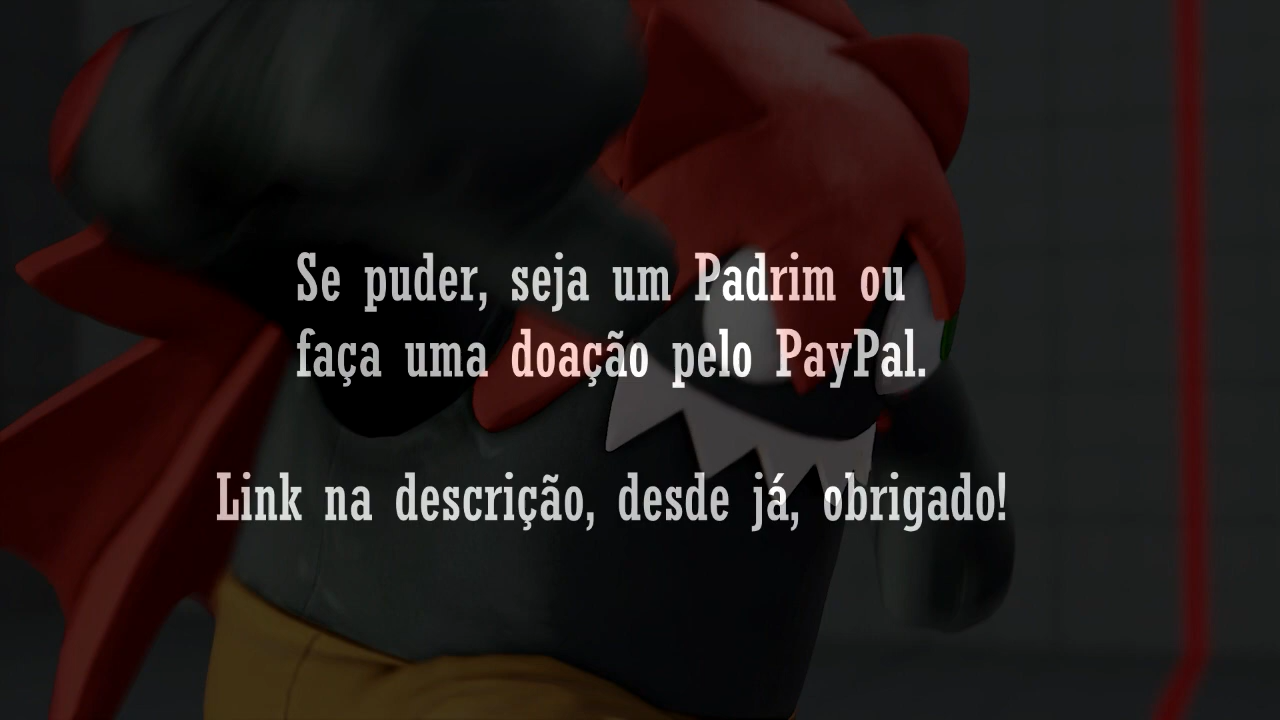 Se puder, seja um Padrim ou
faça uma doação pelo PayPal.
Link na descrição, desde já, obrigado!